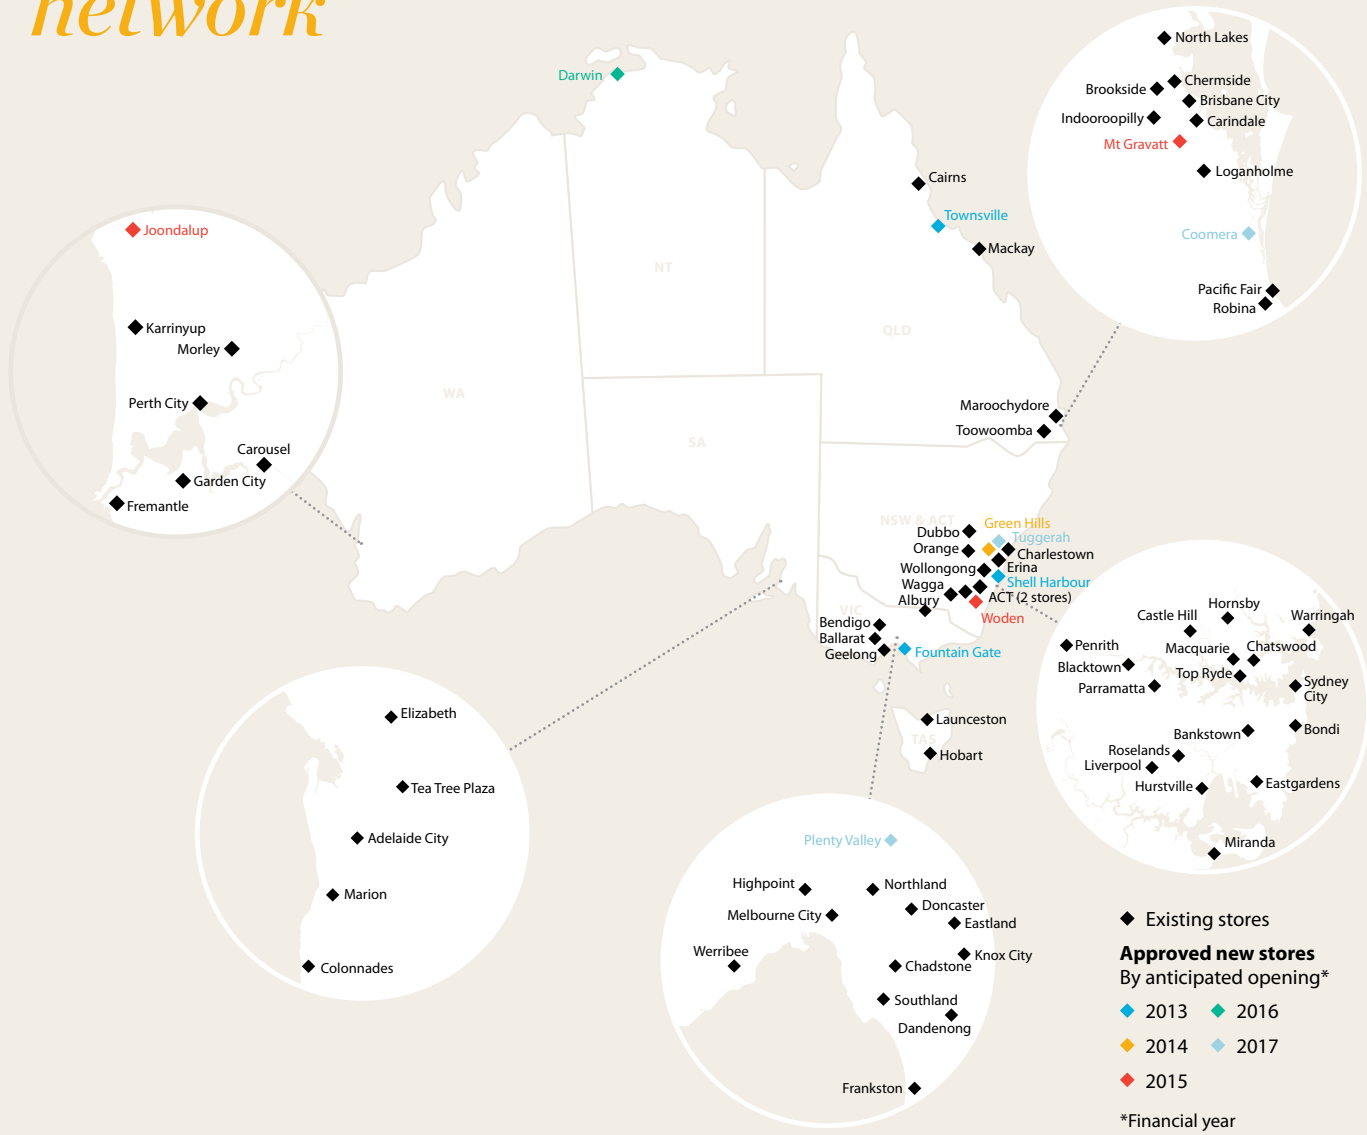 network
North Lakes
Chermside
Brookside
Brisbane City
Indooroopilly
Carindale
Mt Gravatt
Loganholme
Coomera
Pacific Fair
Robina
Darwin
Cairns
Townsville
Mackay
NT
QLD
WA
SA
Maroochydore
Toowoomba
Joondalup
Karrinyup
Morley
Perth City
Carousel
Garden City
Fremantle
NSW & ACT
Green Hills
Dubbo
Tuggerah
Orange
Charlestown
Erina
Wollongong
Shell Harbour
Wagga
ACT (2 stores)
Albury
VIC
Woden
Bendigo
Ballarat
Geelong
Fountain Gate
Launceston
TAS
Hobart
Hornsby
Castle Hill
Warringah
Penrith
Macquarie
Chatswood
Blacktown
Top Ryde
Parramatta
Sydney
City
Bankstown
Bondi
Roselands
Liverpool
Hurstville
Eastgardens
Miranda
Elizabeth
Tea Tree Plaza
Adelaide City
Marion
Colonnades
Plenty Valley
Highpoint
Northland
Doncaster
Melbourne City
Eastland
Werribee
Knox City
Chadstone
Southland
Dandenong
Frankston
Existing stores
Approved new stores
By anticipated opening*
2013 2016
2014 2017
2015
*Financial year